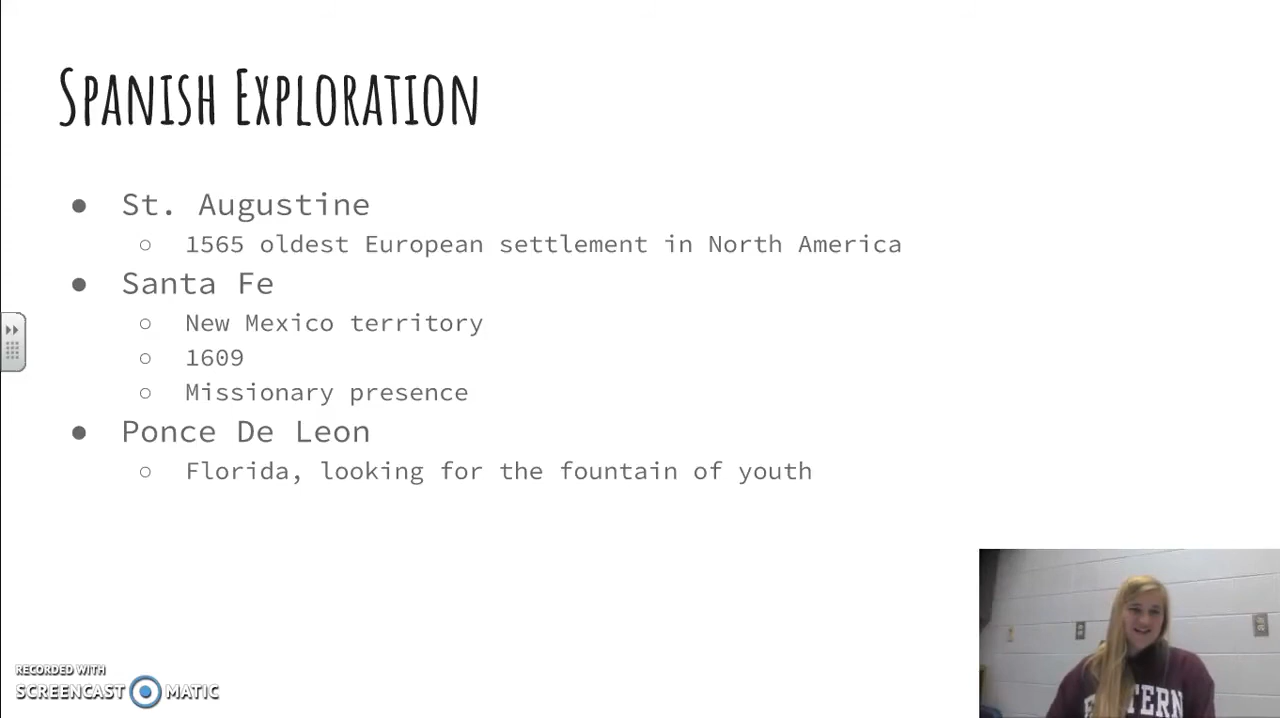 Spanish Exploration
St. Augustine
1565 oldest European settlement in North America
Santa Fe
New Mexico territory
1609
Missionary presence
Ponce De Leon
Florida, looking for the fountain of youth
RECORDED WITH
SCREENCAST MATIC